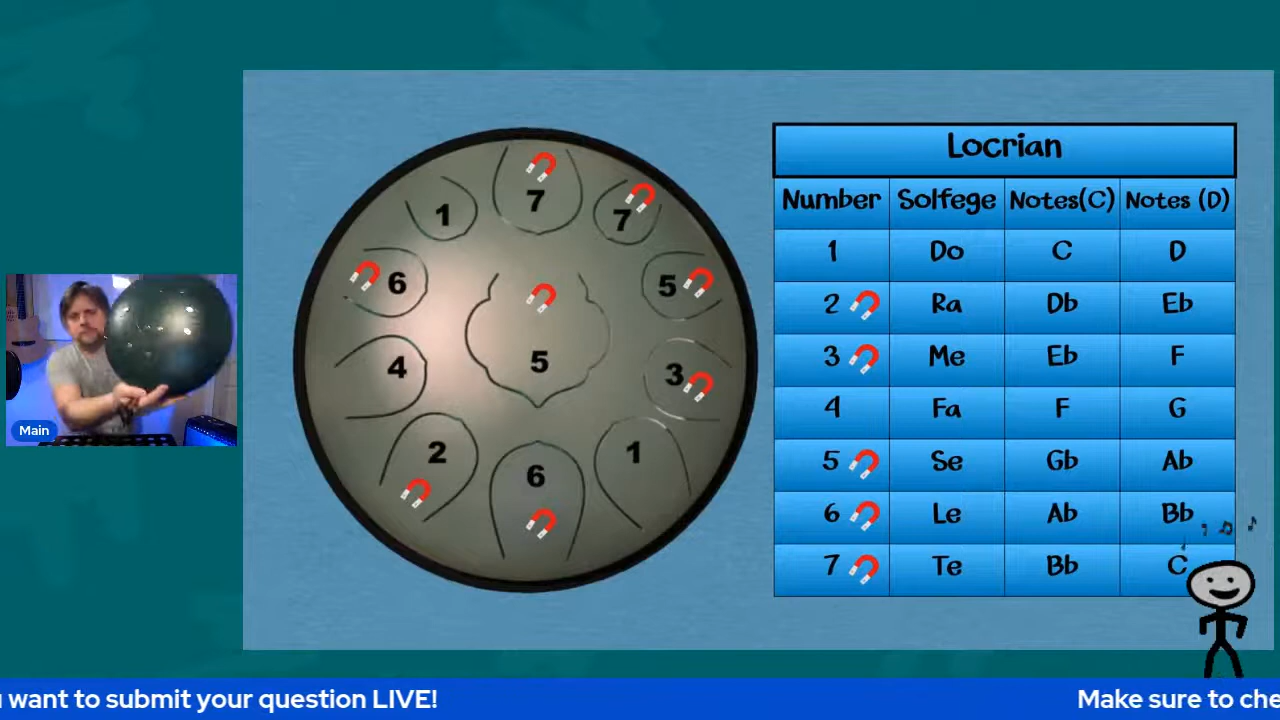 Locrian
Number Solfege Notes(C) Notes (D)
1 Do C D
2 Ra Db Eb
3 Me Eb F
4 Fa F G
5 Se Gb Ab
6 Le Ab Bb
7 Te Bb C
7
1 7
6 5
5
4 3
2 1
6
Main
want to submit your question LIVE!
Make sure to che